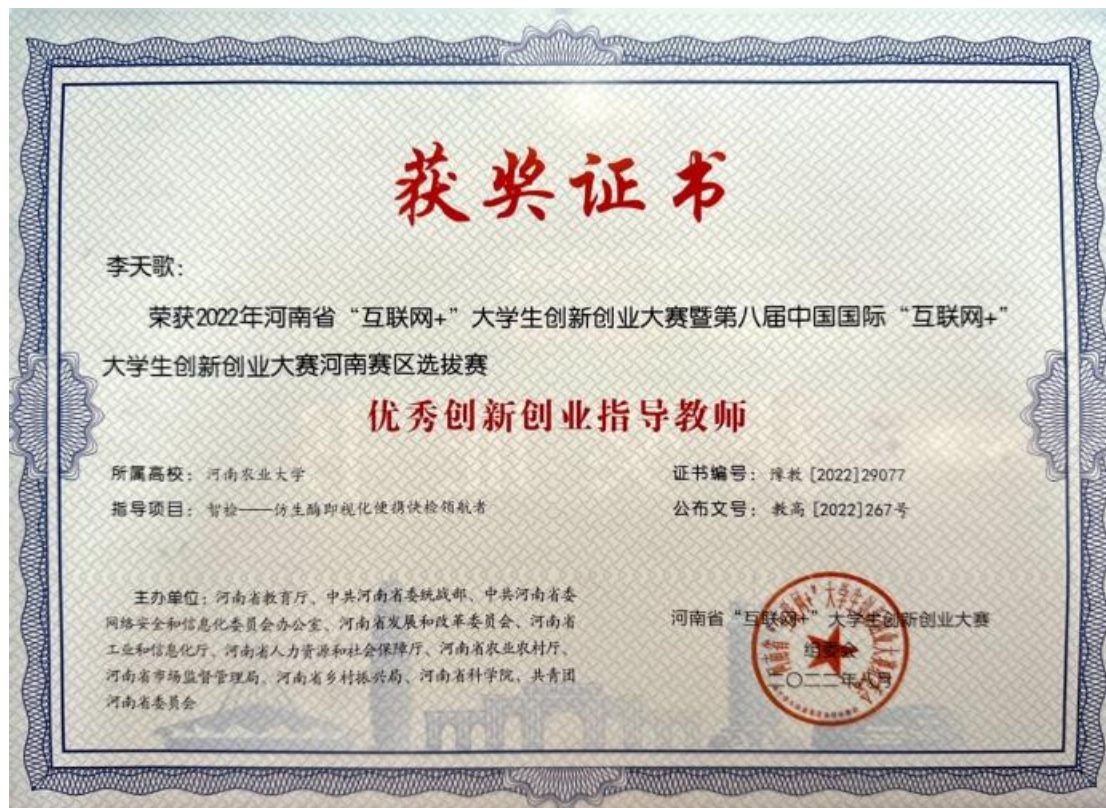 获奖证书
李天歌：
荣获2022年河南省“互联网+”大学生创新创业大赛暨第八届中国国际“互联网+”
大学生创新创业大赛河南赛区选拔赛
优秀创新创业指导教师
所属高校：河南农业大学
指导项目：智检——仿生酶即视化便携快检领航者
证书编号：豫教 [2022]29077
公布文号：教高 [2022]267号
主办单位：河南省教育厅、中共河南省委统战部、中共河南省委
网络安全和信息化委员会办公室、河南省发展和改革委员会、河南省
工业和信息化厅、河南省人力资源和社会保障厅、河南省农业农村厅、
河南省市场监督管理局、河南省乡村振兴局、河南省科学院、共青团
河南省委员会
河南省“互联网+”大学生创新创业大赛
组委会
二〇二二年 月